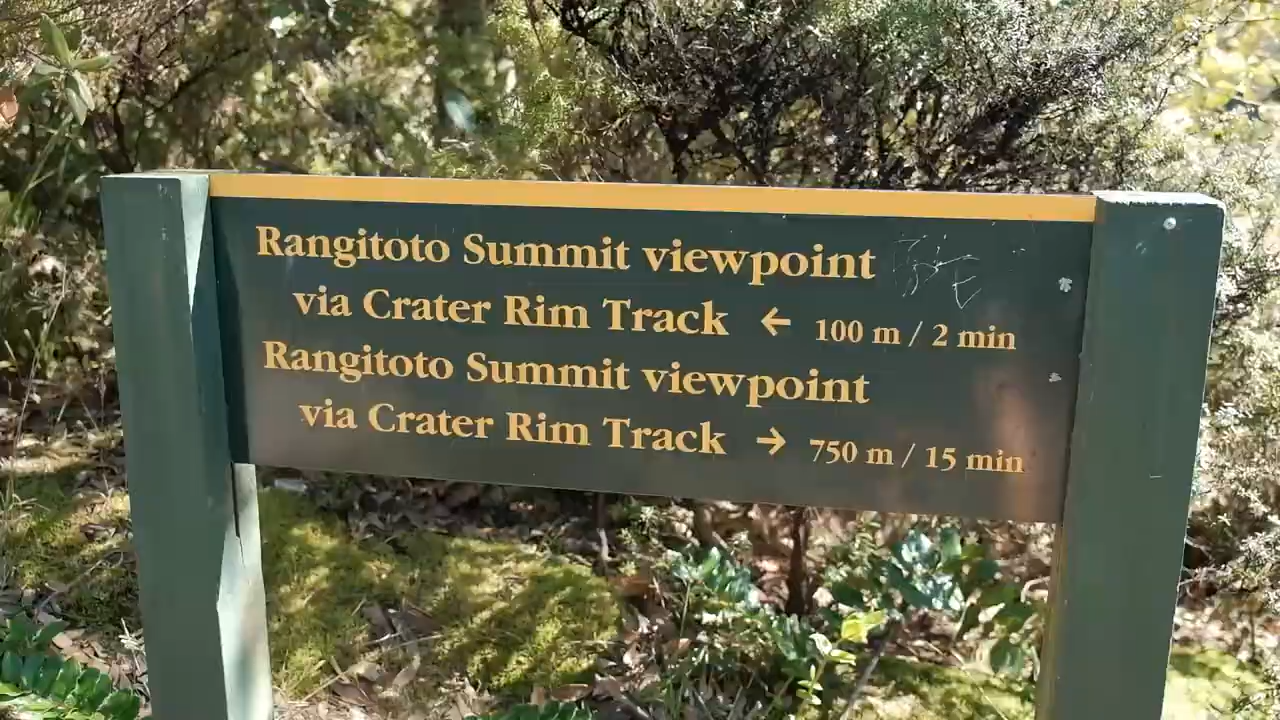 Rangitoto Summit viewpoint
via Crater Rim Track ← 100 m / 2 min
Rangitoto Summit viewpoint
via Crater Rim Track → 750 m / 15 min